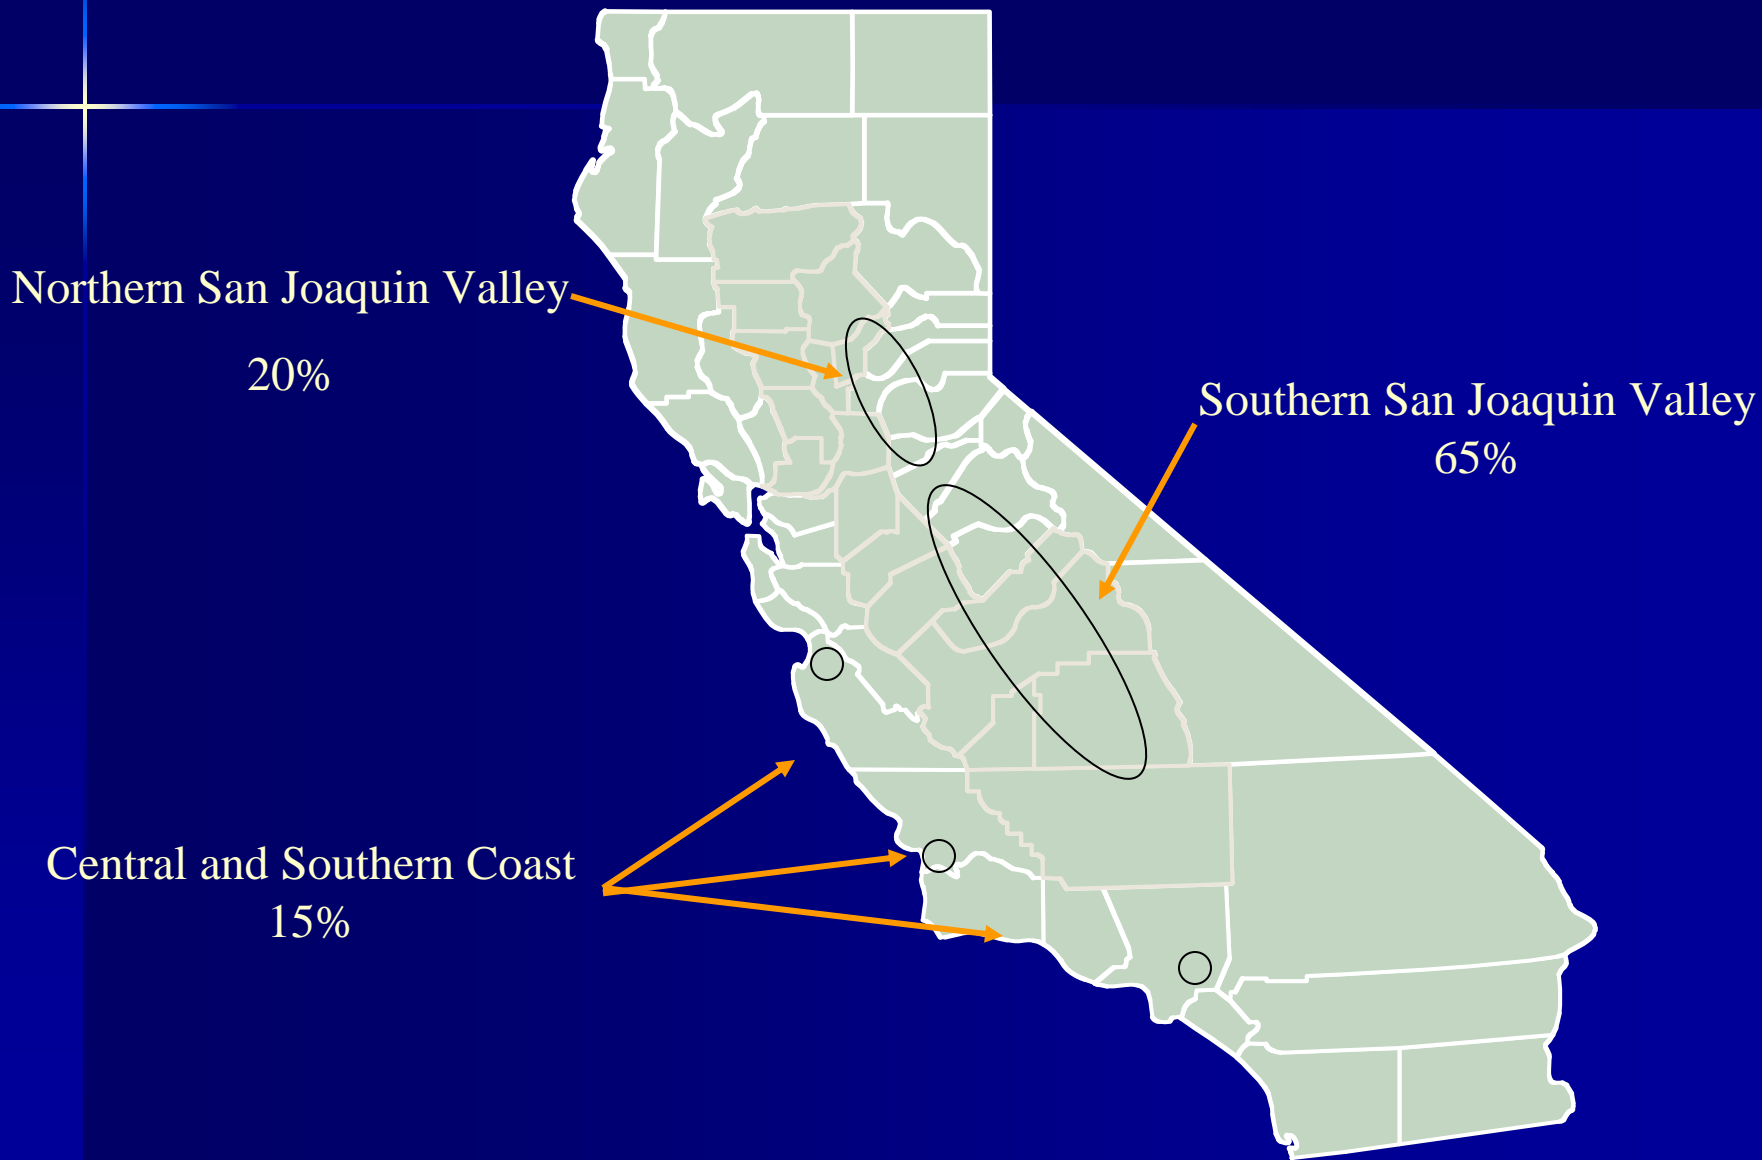 Northern San Joaquin Valley
20%
Southern San Joaquin Valley
65%
Central and Southern Coast
15%